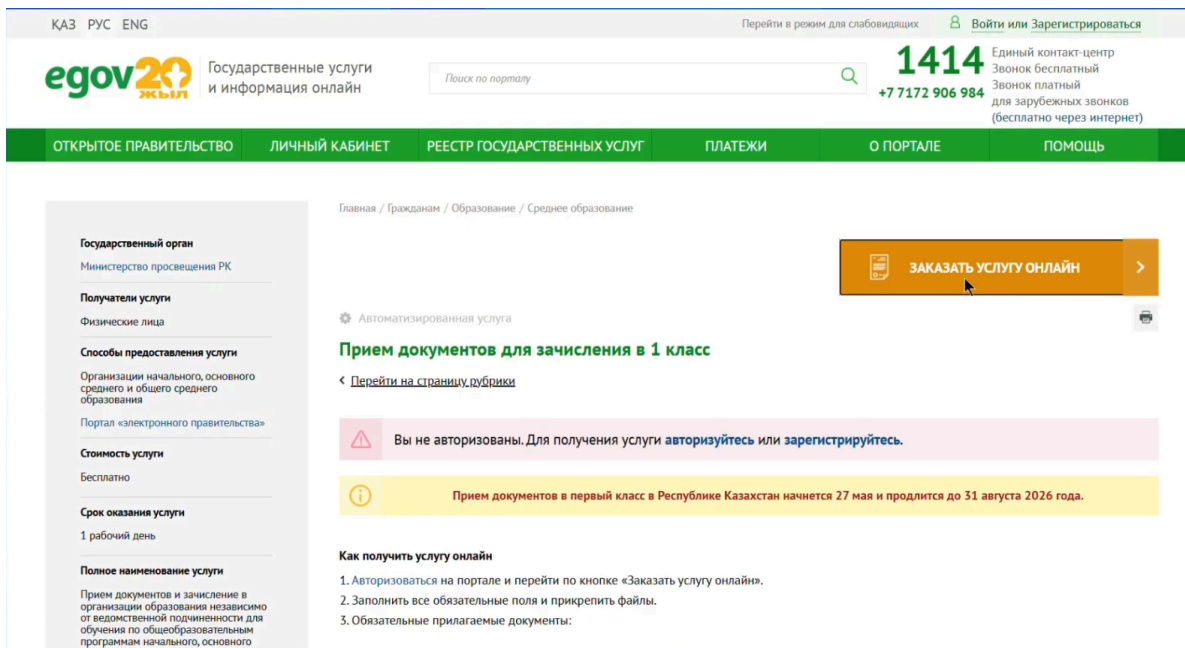 ҚАЗ РУС ENG
Перейти в режим для слабовидящих
Войти или Зарегистрироваться
egov 20 жыл
Государственные услуги
и информация онлайн
Поиск по порталу
1414
+7 7172 906 984
Единый контакт-центр
Звонок бесплатный
Звонок платный
для зарубежных звонков
(бесплатно через интернет)
ОТКРЫТОЕ ПРАВИТЕЛЬСТВО ЛИЧНЫЙ КАБИНЕТ РЕЕСТР ГОСУДАРСТВЕННЫХ УСЛУГ ПЛАТЕЖИ О ПОРТАЛЕ ПОМОЩЬ
Государственный орган
Министерство просвещения РК
Получатели услуги
Физические лица
Способы предоставления услуги
Организации начального, основного
среднего и общего среднего
образования
Портал «электронного правительства»
Стоимость услуги
Бесплатно
Срок оказания услуги
1 рабочий день
Полное наименование услуги
Прием документов и зачисление в
организации образования независимо
от ведомственной подчиненности для
обучения по общеобразовательным
программам начального, основного
Главная / Гражданам / Образование / Среднее образование
ЗАКАЗАТЬ УСЛУГУ ОНЛАЙН
Автоматизированная услуга
Прием документов для зачисления в 1 класс
Перейти на страницу рубрики
Вы не авторизованы. Для получения услуги авторизуйтесь или зарегистрируйтесь.
Прием документов в первый класс в Республике Казахстан начнется 27 мая и продлится до 31 августа 2026 года.
Как получить услугу онлайн
1. Авторизоваться на портале и перейти по кнопке «Заказать услугу онлайн».
2. Заполнить все обязательные поля и прикрепить файлы.
3. Обязательные прилагаемые документы: